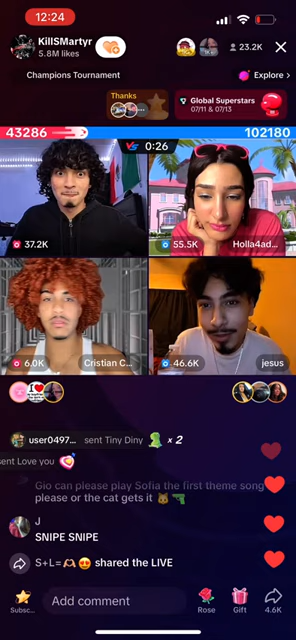 12:24
KillSMartyr
5.8M likes
23.2K
Champions Tournament
Explore >
Thanks
Global Superstars
07/11 & 07/13
43286
VS 0:26
102180
37.2K
55.5K
Holla4ad...
6.0K
Cristian C...
46.6K
jesus
I
user0497...
sent Tiny Diny
x 2
sent Love you
Gio can please play Sofia the first theme song
please or the cat gets it 🐱🔫
J
SNIPE SNIPE
S+L=🫶😍 shared the LIVE
Subsc...
Add comment
Rose
Gift
4.6K